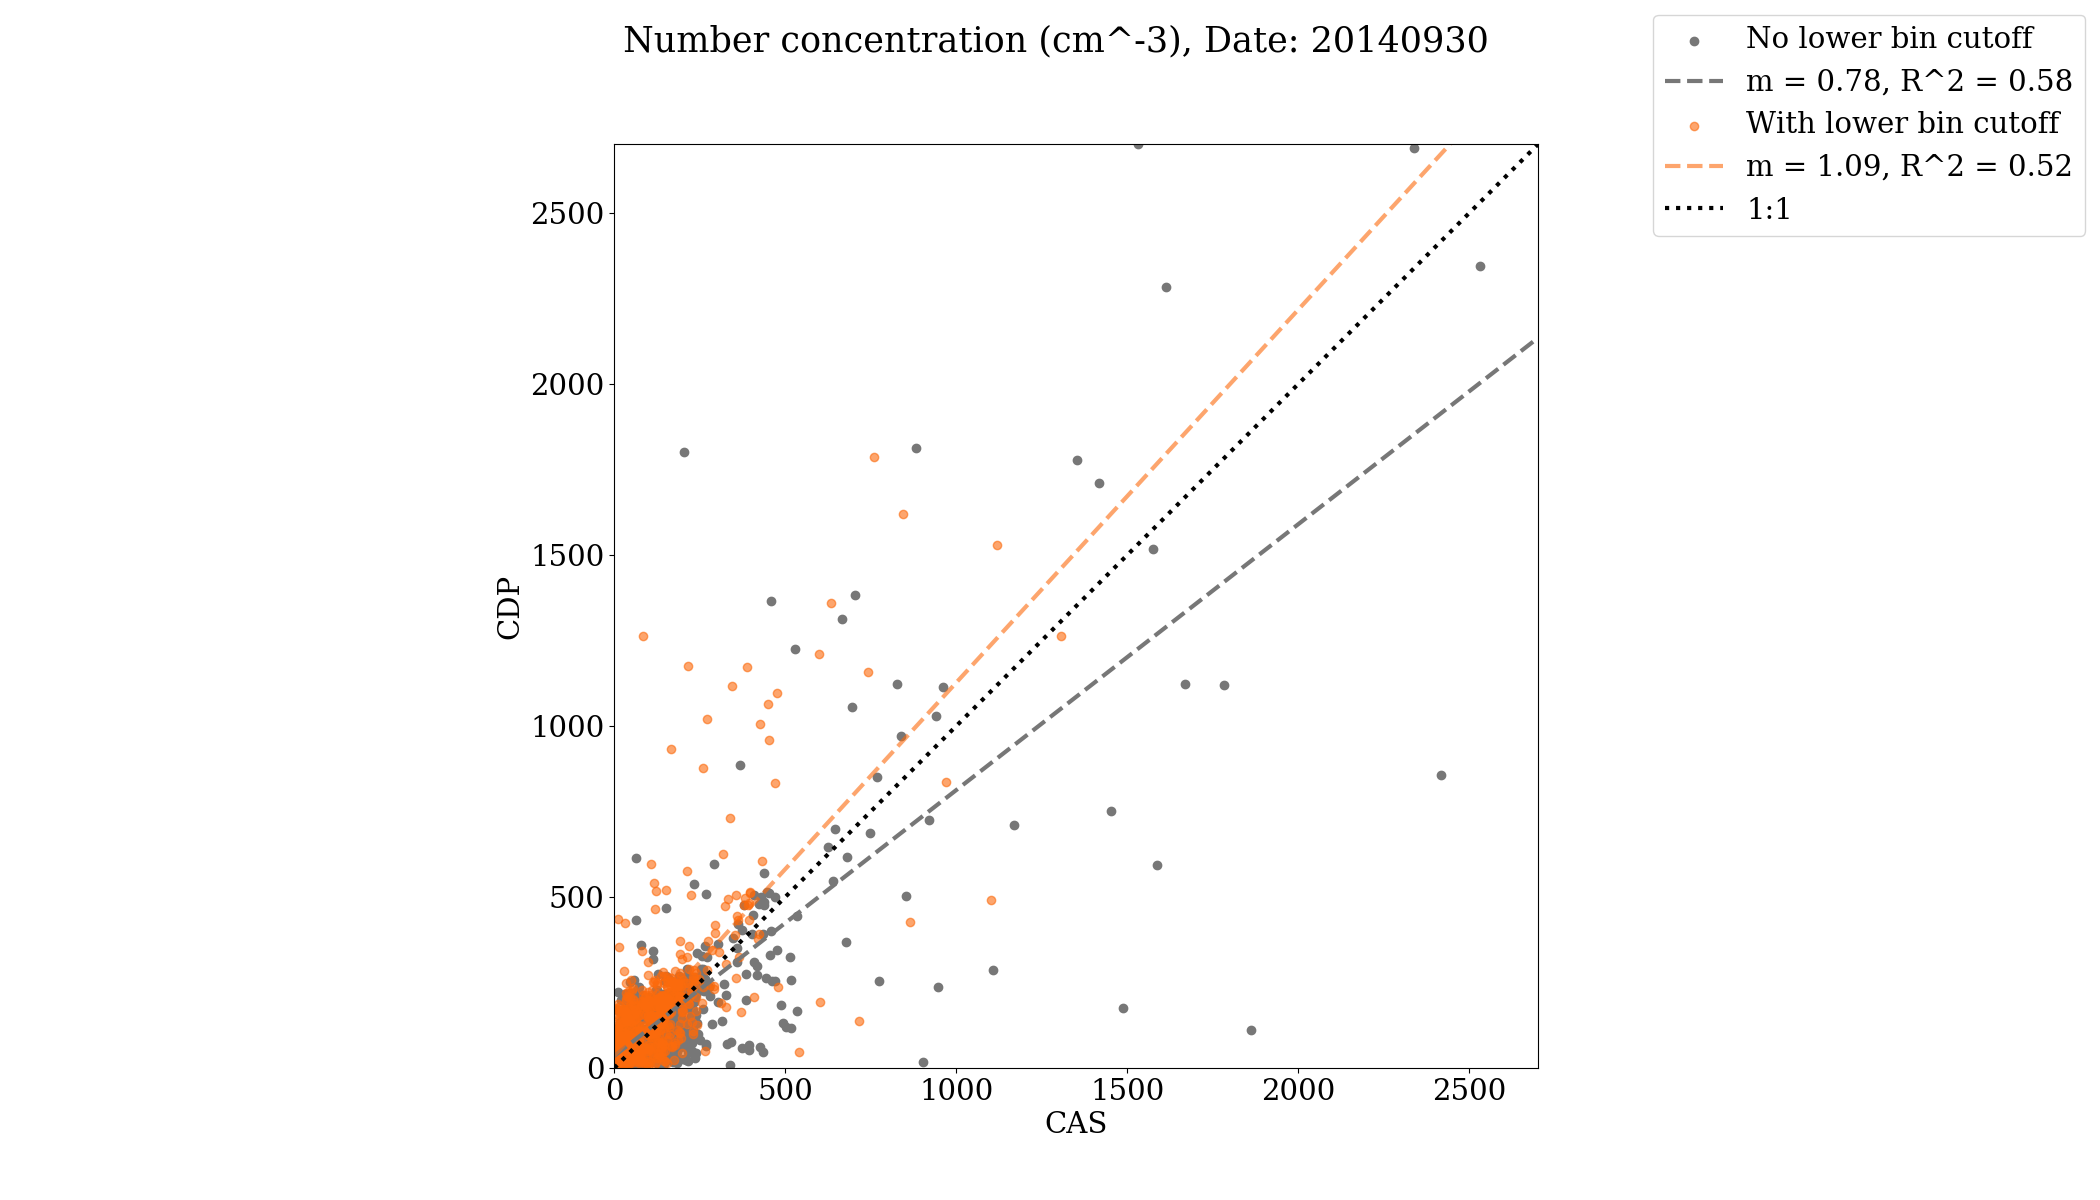 Number concentration (cm^-3), Date: 20140930
No lower bin cutoff
m = 0.78, R^2 = 0.58
With lower bin cutoff
m = 1.09, R^2 = 0.52
1:1
2500
2000
1500
1000
500
0
CDP
0 500 1000 1500 2000 2500
CAS